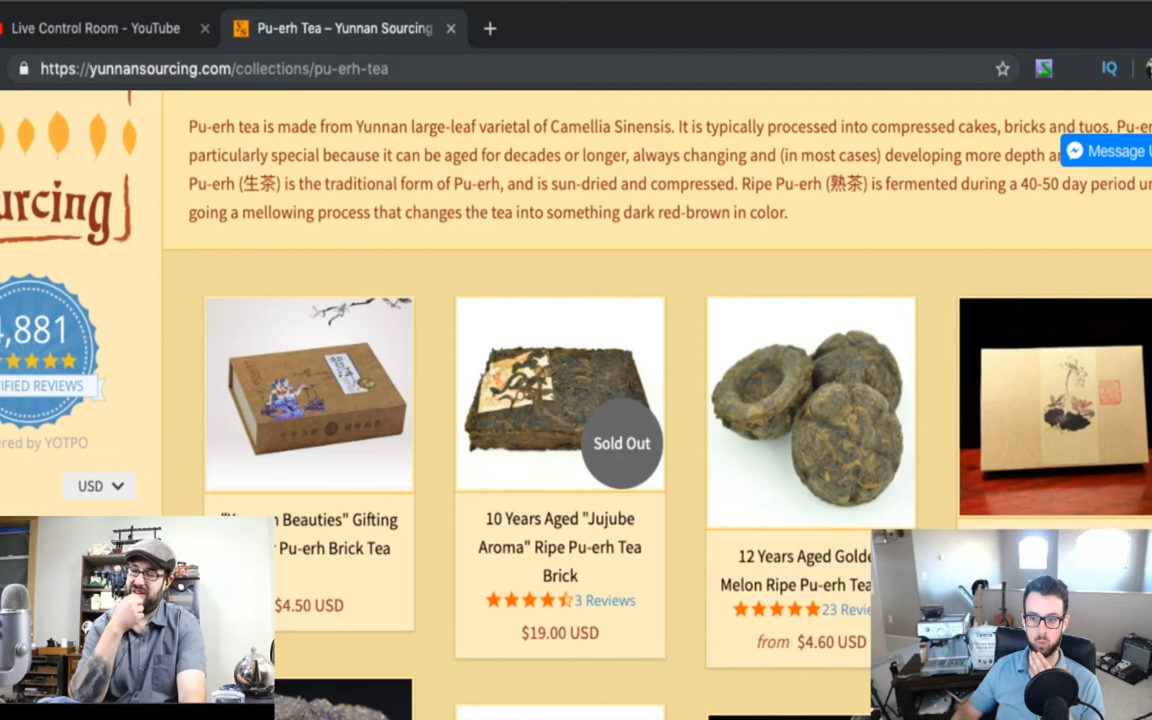 Live Control Room - YouTube
Pu-erh Tea – Yunnan Sourcing
https://yunnansourcing.com/collections/pu-erh-tea
IQ
Pu-erh tea is made from Yunnan large-leaf varietal of Camellia Sinensis. It is typically processed into compressed cakes, bricks and tuos. Pu-er
particularly special because it can be aged for decades or longer, always changing and (in most cases) developing more depth
Message
Pu-erh (生茶) is the traditional form of Pu-erh, and is sun-dried and compressed. Ripe Pu-erh (熟茶) is fermented during a 40-50 day period
going a mellowing process that changes the tea into something dark red-brown in color.
urcing
4,881
TIFIED REVIEWS
ered by YOTPO
USD
Sold Out
Beauties" Gifting
Pu-erh Brick Tea
$4.50 USD
10 Years Aged "Jujube
Aroma" Ripe Pu-erh Tea
Brick
3 Reviews
$19.00 USD
12 Years Aged Golde
Melon Ripe Pu-erh Tea
23 Revie
from $4.60 USD